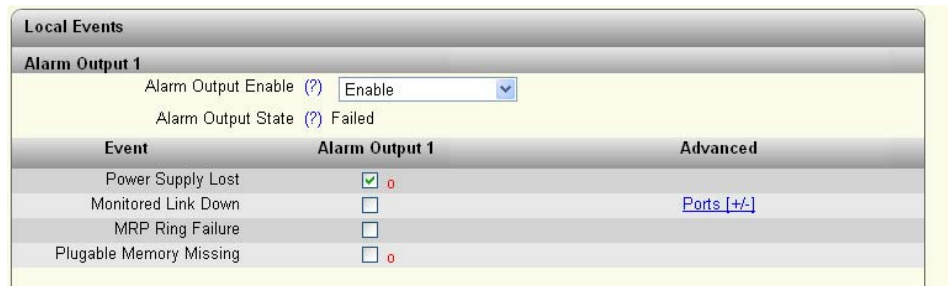 Local Events
Alarm Output 1
Alarm Output Enable (?) Enable
Alarm Output State (?) Failed
Event Alarm Output 1 Advanced
Power Supply Lost o
Monitored Link Down Ports [+/-]
MRP Ring Failure
Plugable Memory Missing o